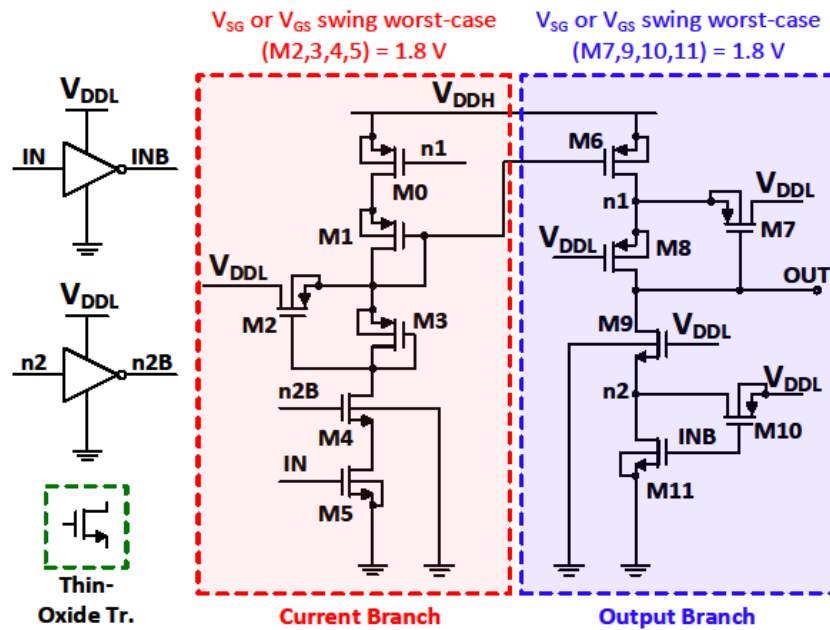 V_SG or V_GS swing worst-case
(M2,3,4,5) = 1.8 V
V_SG or V_GS swing worst-case
(M7,9,10,11) = 1.8 V
V_DDL
IN
INB
V_DDL
n2
n2B
Thin-
Oxide Tr.
V_DDH
n1
M0
M1
V_DDL
M2
M3
n2B
M4
IN
M5
Current Branch
M6
n1
V_DDL
M7
V_DDL
M8
OUT
M9
V_DDL
n2
V_DDL
INB
M10
M11
Output Branch